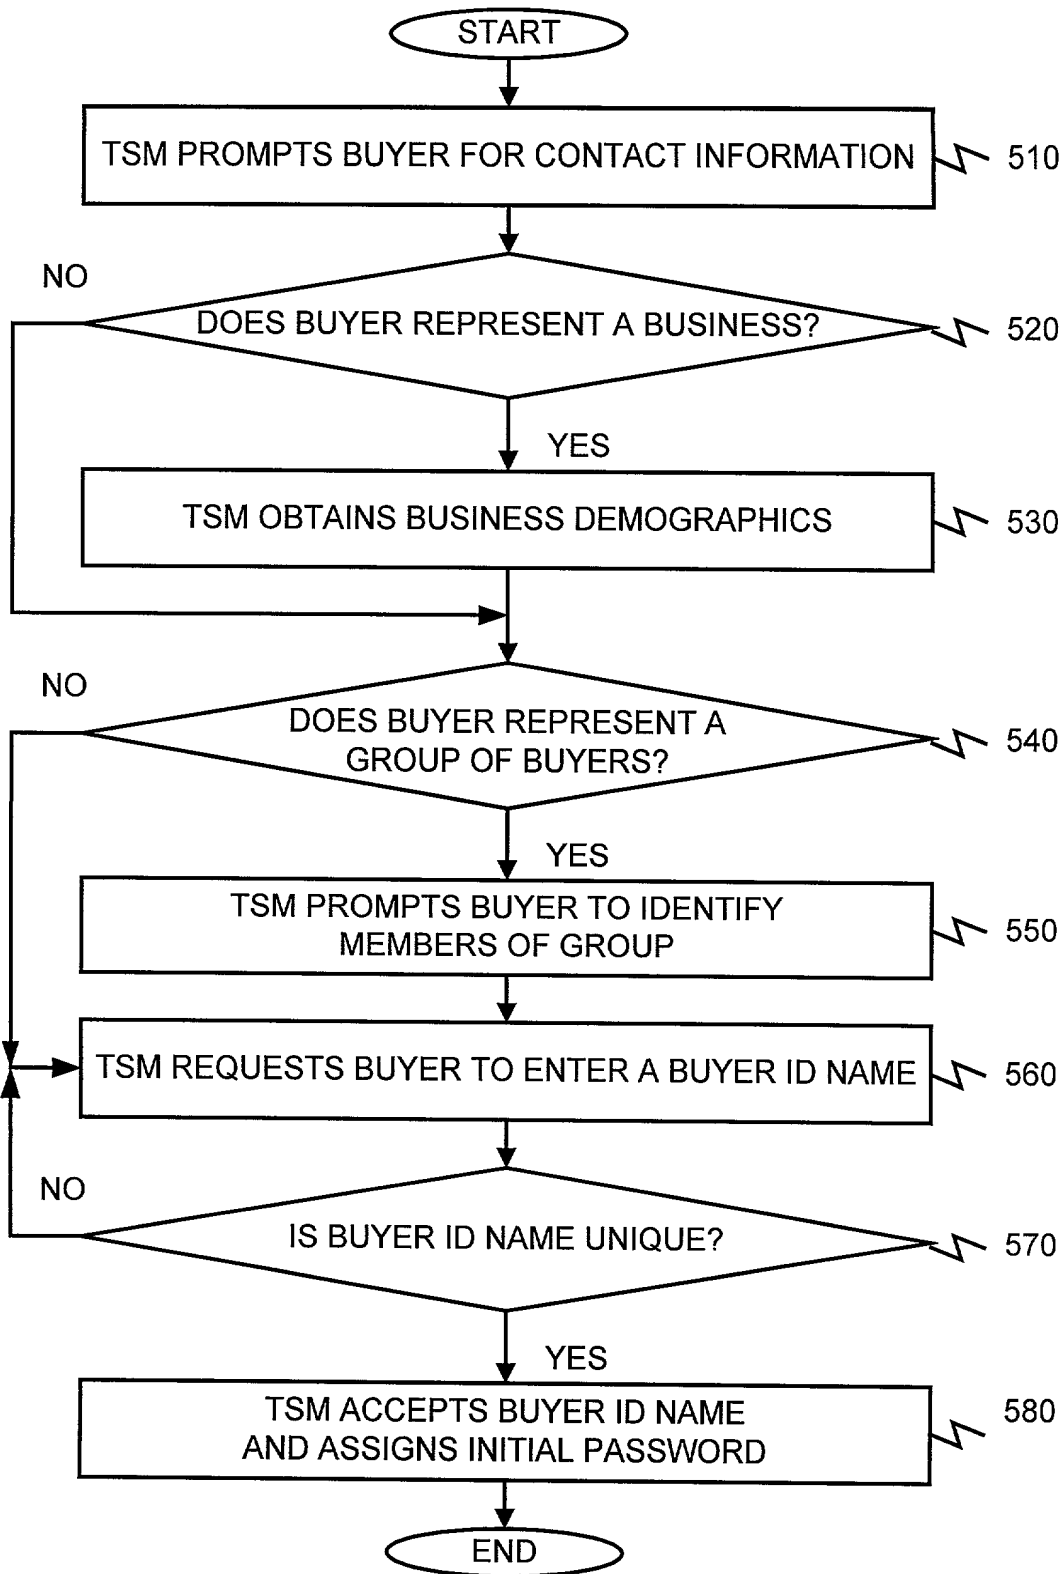 START
TSM PROMPTS BUYER FOR CONTACT INFORMATION
510
NO
DOES BUYER REPRESENT A BUSINESS?
520
YES
TSM OBTAINS BUSINESS DEMOGRAPHICS
530
NO
DOES BUYER REPRESENT A
GROUP OF BUYERS?
540
YES
TSM PROMPTS BUYER TO IDENTIFY
MEMBERS OF GROUP
550
TSM REQUESTS BUYER TO ENTER A BUYER ID NAME
560
NO
IS BUYER ID NAME UNIQUE?
570
YES
TSM ACCEPTS BUYER ID NAME
AND ASSIGNS INITIAL PASSWORD
580
END